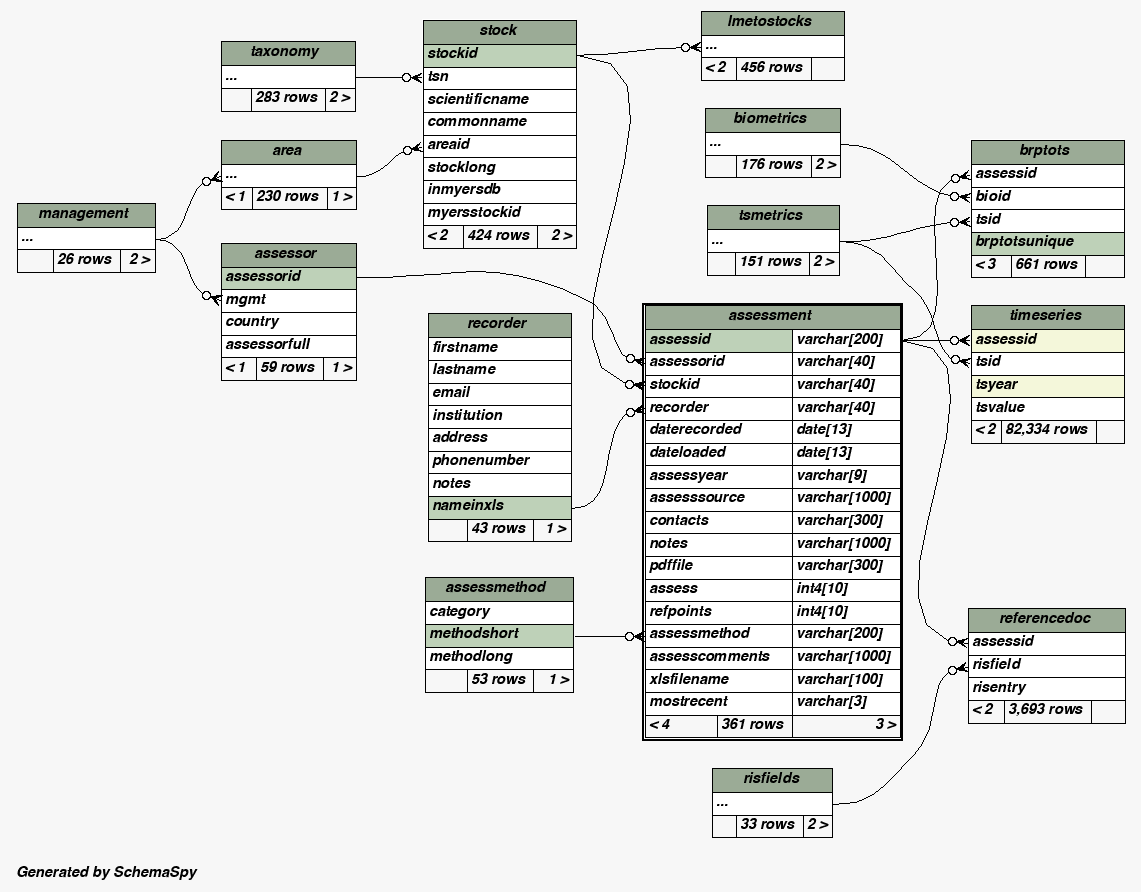 taxonomy
...
283 rows 2 >
area
...
< 1 230 rows 1 >
management
...
26 rows 2 >
assessor
assessorid
mgmt
country
assessorfull
< 1 59 rows 1 >
stock
stockid
tsn
scientificname
commonname
areaid
stocklong
inmyersdb
myersstockid
< 2 424 rows 2 >
recorder
firstname
lastname
email
institution
address
phonenumber
notes
nameinxls
43 rows 1 >
assessmethod
category
methodshort
methodlong
53 rows 1 >
lmetostocks
...
< 2 456 rows
biometrics
...
176 rows 2 >
tsmetrics
...
151 rows 2 >
assessment
assessid varchar[200]
assessorid varchar[40]
stockid varchar[40]
recorder varchar[40]
daterecorded date[13]
dateloaded date[13]
assessyear varchar[9]
assesssource varchar[1000]
contacts varchar[300]
notes varchar[1000]
pdffile varchar[300]
assess int4[10]
refpoints int4[10]
assessmethod varchar[200]
assesscomments varchar[1000]
xlsfilename varchar[100]
mostrecent varchar[3]
< 4 361 rows 3 >
risfields
...
33 rows 2 >
brptots
assessid
bioid
tsid
brptotsunique
< 3 661 rows
timeseries
assessid
tsid
tsyear
tsvalue
< 2 82,334 rows
referencedoc
assessid
risfield
risentry
< 2 3,693 rows
Generated by SchemaSpy